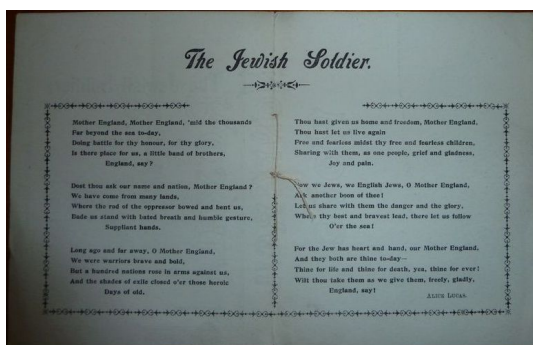 The Jewish Soldier.
Mother England, Mother England, 'mid the thousands
Far beyond the sea to-day,
Doing battle for thy honour, for thy glory,
Is there place for us, a little band of brothers,
England, say?
Dost thou ask our name and nation, Mother England?
We have come from many lands,
Where the rod of the oppressor bowed and bent us,
Bade us stand with bated breath and humble gesture,
Suppliant hands.
Long ago and far away, O Mother England,
We were warriors brave and bold,
But a hundred nations rose in arms against us,
And the shades of exile closed o'er those heroic
Days of old.
Thou hast given us home and freedom, Mother England,
Thou hast let us live again
Free and fearless midst thy free and fearless children,
Sharing with them, as one people, grief and gladness,
Joy and pain.
Now we Jews, we English Jews, O Mother England,
Ask another boon of thee!
Let us share with them the danger and the glory,
Where thy best and bravest lead, there let us follow
O'er the sea!
For the Jew has heart and hand, our Mother England,
And they both are thine to-day—
Thine for life and thine for death, yea, thine for ever!
Wilt thou take them as we give them, freely, gladly,
England, say!
Alice Lucas.